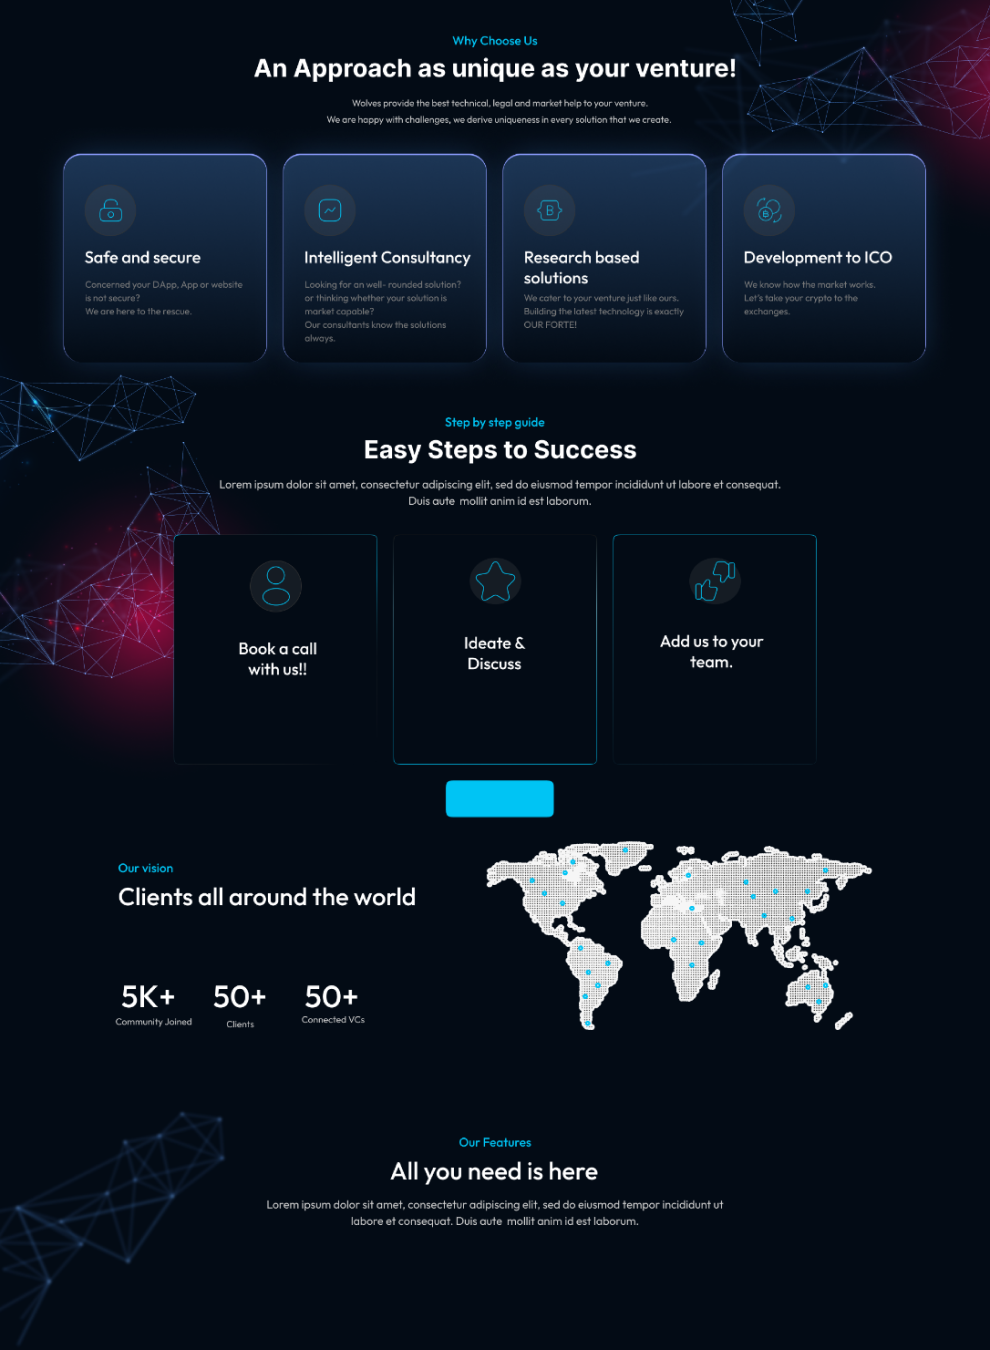 Why Choose Us
An Approach as unique as your venture!
Wolves provide the best technical, legal and market help to your venture.
We are happy with challenges, we derive uniqueness in every solution that we create.
Safe and secure
Concerned your DApp, App or website
is not secure?
We are here to the rescue.
Intelligent Consultancy
Looking for an well- rounded solution?
or thinking whether your solution is
market capable?
Our consultants know the solutions
always.
Research based
solutions
We cater to your venture just like ours.
Building the latest technology is exactly
OUR FORTE!
Development to ICO
We know how the market works.
Let's take your crypto to the
exchanges.
Step by step guide
Easy Steps to Success
Lorem ipsum dolor sit amet, consectetur adipiscing elit, sed do eiusmod tempor incididunt ut labore et consequat.
Duis aute mollit anim id est laborum.
Book a call
with us!!
Ideate &
Discuss
Add us to your
team.
Our vision
Clients all around the world
5K+
Community Joined
50+
Clients
50+
Connected VCs
Our Features
All you need is here
Lorem ipsum dolor sit amet, consectetur adipiscing elit, sed do eiusmod tempor incididunt ut
labore et consequat. Duis aute mollit anim id est laborum.